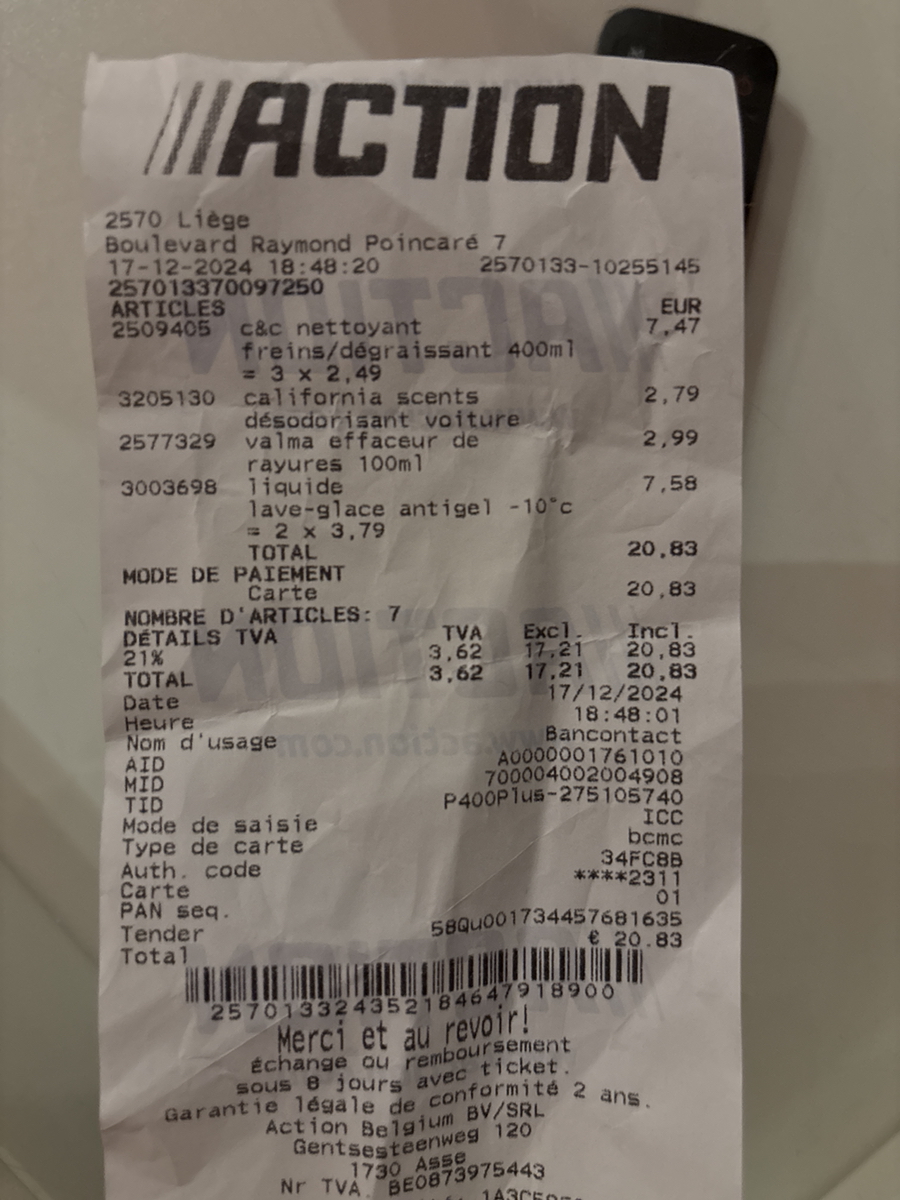 ACTION
2570 Liège
Boulevard Raymond Poincaré 7
17-12-2024 18:48:20 2570133-10255145
257013370097250
ARTICLES EUR
2509405 c&c nettoyant 7,47
freins/dégraissant 400ml
= 3 x 2,49
3205130 california scents 2,79
désodorisant voiture
2577329 valma effaceur de 2,99
rayures 100ml
3003698 liquide 7,58
lave-glace antigel -10°c
= 2 x 3,79
TOTAL 20,83
MODE DE PAIEMENT
Carte 20,83
NOMBRE D'ARTICLES: 7
DÉTAILS TVA TVA Excl. Incl.
21% 3,62 17,21 20,83
TOTAL 3,62 17,21 20,83
Date 17/12/2024
Heure 18:48:01
Nom d'usage Bancontact
AID A0000001761010
MID 700004002004908
TID P400Plus-275105740
Mode de saisie ICC
Type de carte bcmc
Auth. code 34FC8B
Carte ****2311
PAN seq. 01
Tender 58Qu001734457681635
Total € 20.83
257013324352184647918900
Merci et au revoir!
Échange ou remboursement
sous 8 jours avec ticket.
Garantie légale de conformité 2 ans.
Action Belgium BV/SRL
Gentsesteenweg 120
1730 Asse
Nr TVA. BE0873975443